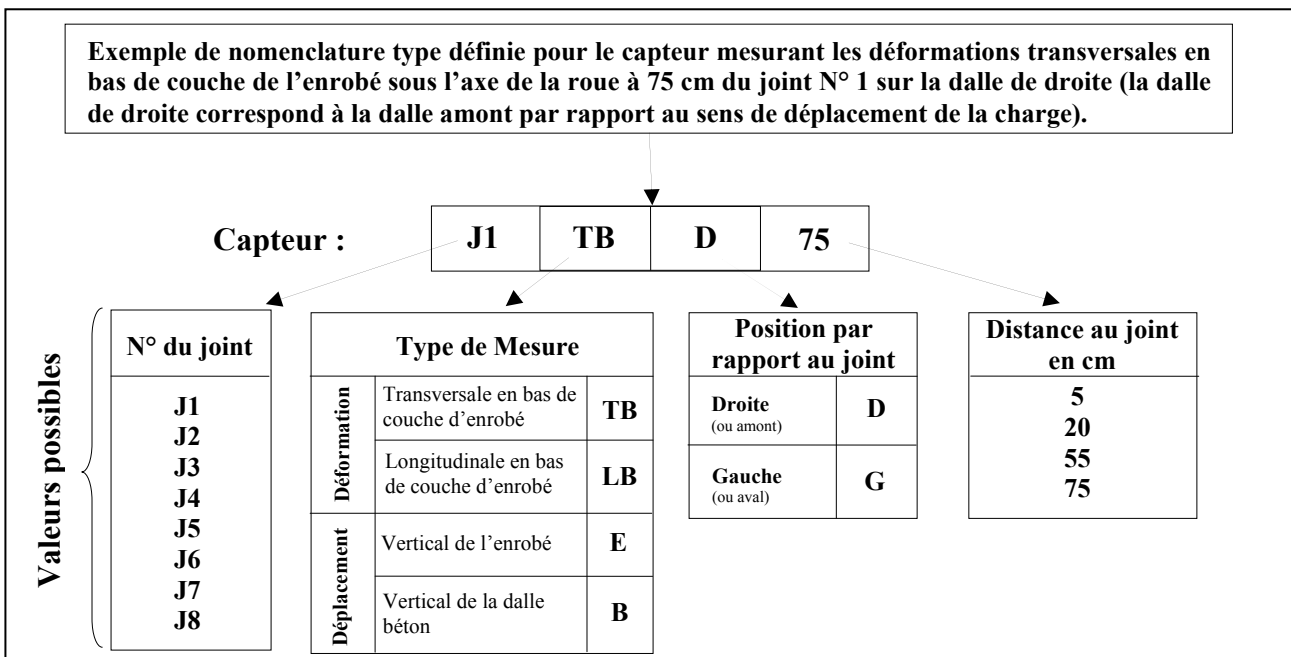 Exemple de nomenclature type définie pour le capteur mesurant les déformations transversales en
bas de couche de l’enrobé sous l’axe de la roue à 75 cm du joint N° 1 sur la dalle de droite (la dalle
de droite correspond à la dalle amont par rapport au sens de déplacement de la charge).
Capteur :
J1
TB
D
75
Valeurs possibles
N° du joint
J1
J2
J3
J4
J5
J6
J7
J8
Type de Mesure
Déformation
Transversale en bas de
couche d’enrobé
TB
Longitudinale en bas
de couche d’enrobé
LB
Déplacement
Vertical de l’enrobé
E
Vertical de la dalle
béton
B
Position par
rapport au joint
Droite
(ou amont)
D
Gauche
(ou aval)
G
Distance au joint
en cm
5
20
55
75